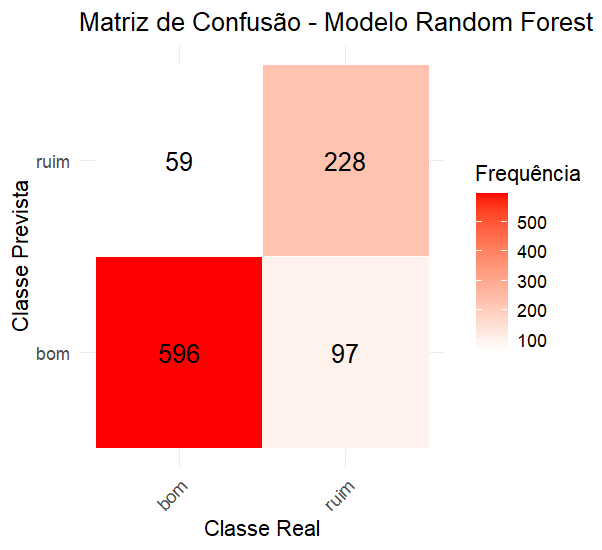 Matriz de Confusão - Modelo Random Forest
Classe Prevista
ruim
bom
59
228
596
97
bom
ruim
Classe Real
Frequência
500
400
300
200
100